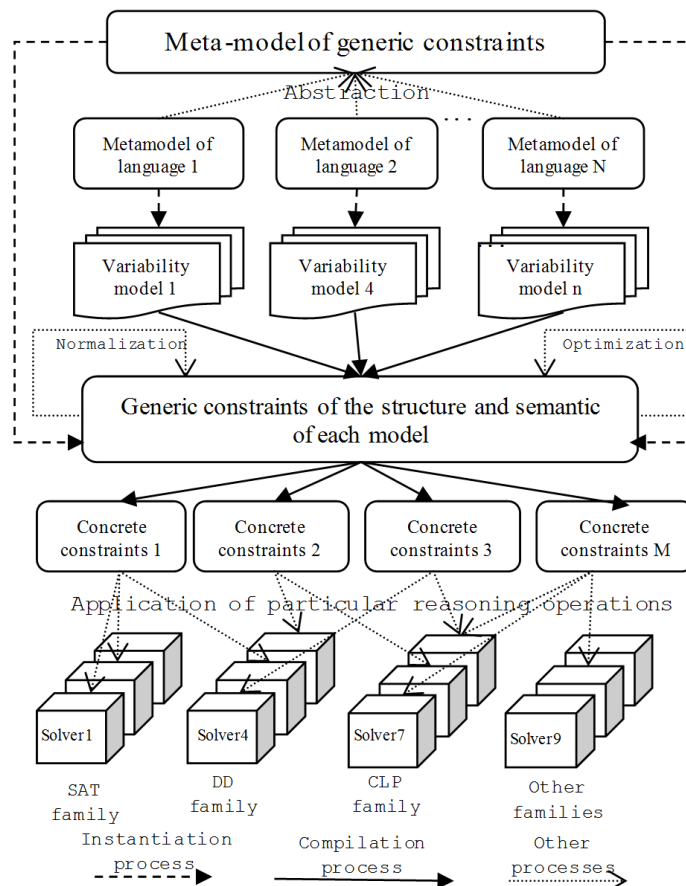 Meta-model of generic constraints
Abstraction
Metamodel of
language 1
Metamodel of
language 2
....
Metamodel of
language N
Variability
model 1
Variability
model 4
....
Variability
model n
Normalization
Optimization
Generic constraints of the structure and semantic
of each model
Concrete
constraints 1
Concrete
constraints 2
Concrete
constraints 3
Concrete
constraints M
Application of particular reasoning operations
Solver1
Solver4
Solver7
Solver9
SAT
family
DD
family
CLP
family
Other
families
Instantiation
process
Compilation
process
Other
processes